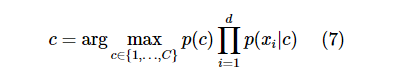 c = arg max_{c∈{1,...,C}} p(c) ∏_{i=1}^{d} p(x_i|c) (7)